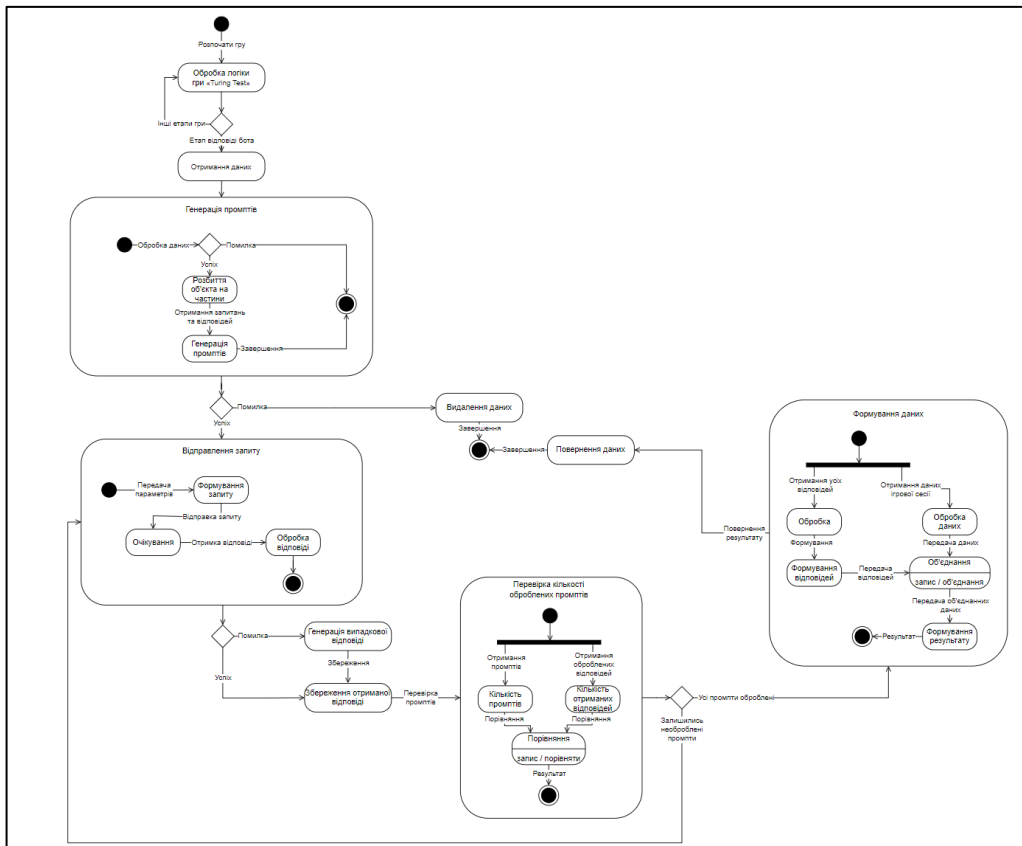 Розпочати гру
Обробка логіки
гри «Turing Test»
Інші етапи гри
Етап відповіді бота
Отримання даних
Генерація промптів
Обробка даних
Помилка
Успіх
Розбиття
об'єкта на
частини
Отримання запитань
та відповідей
Генерація
промптів
Завершення
Помилка
Успіх
Видалення даних
Завершення
Завершення
Повернення даних
Відправлення запиту
Передача
параметрів
Формування
запиту
Відправка запиту
Очікування
Отримка відповіді
Обробка
відповіді
Помилка
Успіх
Генерація випадкової
відповіді
Збереження
Збереження отриманої
відповіді
Перевірка
промптів
Перевірка кількості
оброблених промптів
Отримання
промптів
Отримання
оброблених
відповідей
Кількість
промптів
Кількість
отриманих
відповідей
Порівняння
Порівняння
Порівняння
запис / порівняти
Результат
Усі промпти оброблені
Залишились
необроблені
промпти
Формування даних
Отримання усіх
відповідей
Отримання даних
ігрової сесії
Обробка
Обробка
даних
Формування
Передача даних
Формування
відповідей
Передача
відповідей
Об'єднання
запис / об'єднання
Передача об'єднанних
даних
Формування
результату
Результат
Повернення
результату